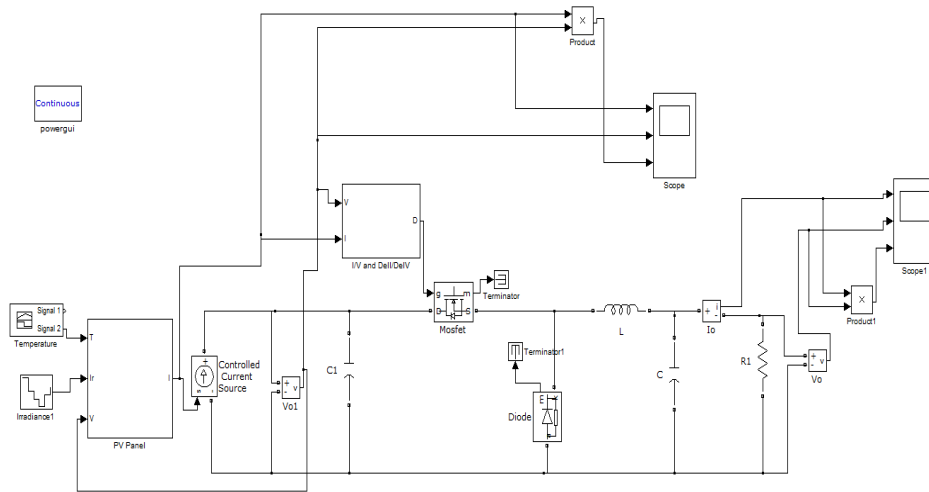 Product
Continuous
powergui
Scope
V
D
I
I/V and Dell/DelV
Scope1
g
m
D
S
Mosfet
Terminator
Signal 1
Signal 2
Temperature
L
i
+
-
Io
Product1
T
Ir
V
I
PV Panel
Irradiance1
+
s
-
Controlled
Current
Source
+
-
v
Vo1
C1
Terminator1
E
Diode
C
R1
+
-
v
Vo
X
X